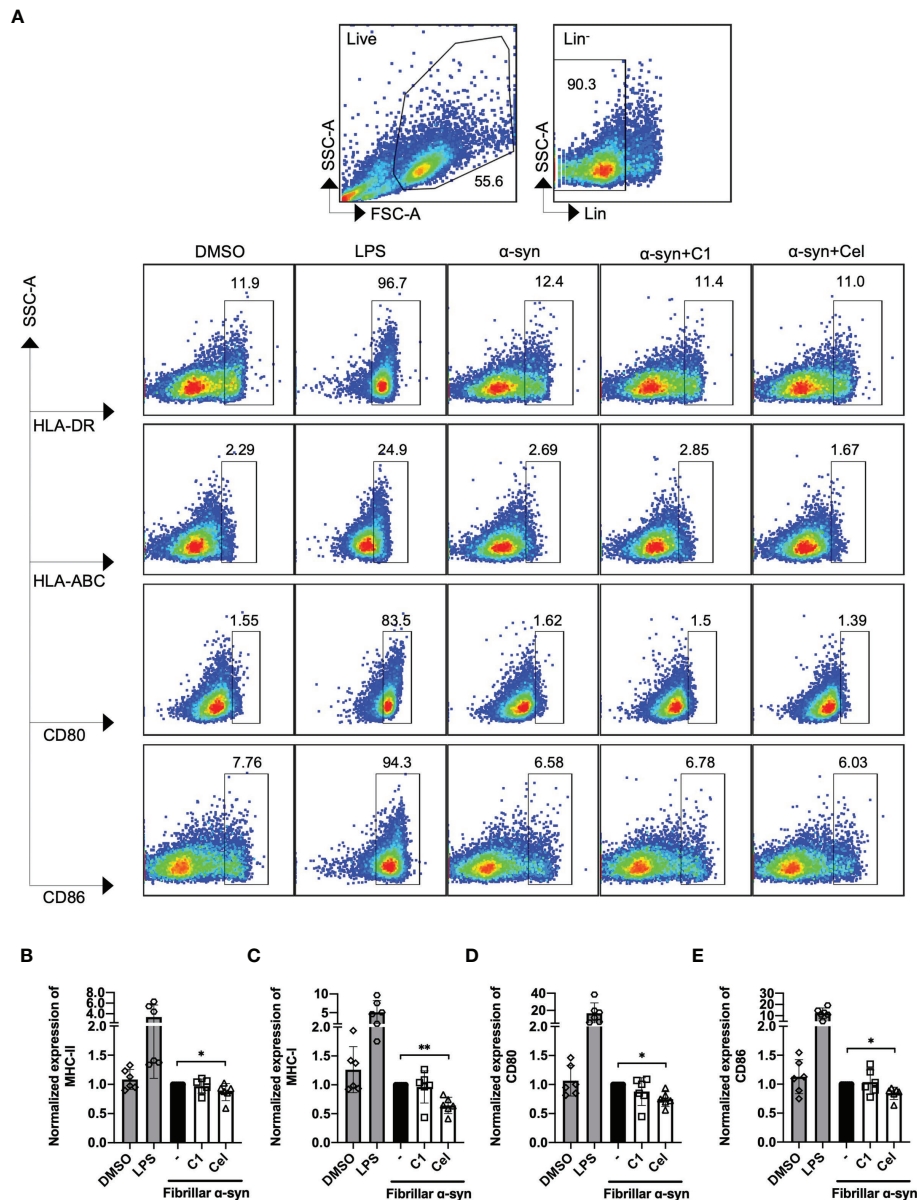 A
Live
Lin-
90.3
SSC-A
SSC-A
55.6
FSC-A
Lin
DMSO LPS α-syn α-syn+C1 α-syn+Cel
SSC-A
11.9 96.7 12.4 11.4 11.0
HLA-DR
2.29 24.9 2.69 2.85 1.67
HLA-ABC
1.55 83.5 1.62 1.5 1.39
CD80
7.76 94.3 6.58 6.78 6.03
CD86
B C D E
Normalized expression of
MHC-II
8.0
6.0
4.0
2.0
1.5
1.0
0.5
0.0
*
DMSO LPS - C1 Cel
Fibrillar α-syn
Normalized expression of
MHC-I
10
5
2.0
1.5
1.0
0.5
0.0
**
DMSO LPS - C1 Cel
Fibrillar α-syn
Normalized expression of
CD80
40
20
2.0
1.5
1.0
0.5
0.0
*
DMSO LPS - C1 Cel
Fibrillar α-syn
Normalized expression of
CD86
30
20
10
2.0
1.5
1.0
0.5
0.0
*
DMSO LPS - C1 Cel
Fibrillar α-syn